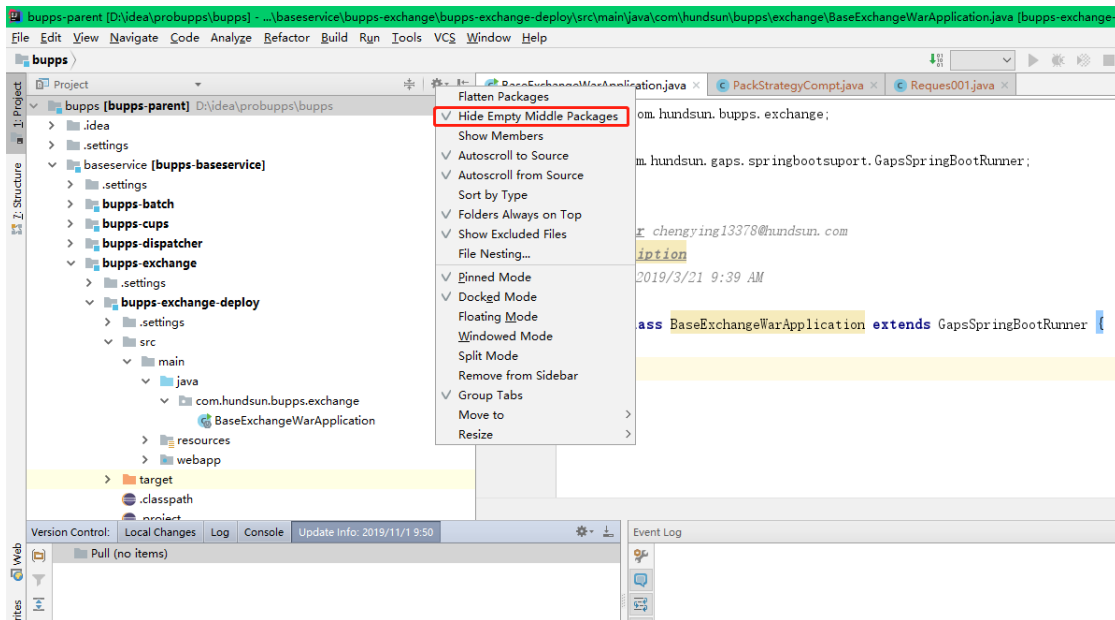 bupps-parent [D:\idea\probupps\bupps] - ...\baseservice\bupps-exchange\bupps-exchange-deploy\src\main\java\com\hundsun\bupps\exchange\BaseExchangeWarApplication.java [bupps-exchange-
File Edit View Navigate Code Analyze Refactor Build Run Tools VCS Window Help
bupps
Project
BaseExchangeWarApplication.java
PackStrategyCompt.java
Reques001.java
1: Project
Z: Structure
Web
bupps [bupps-parent] D:\idea\probupps\bupps
.idea
.settings
baseservice [bupps-baseservice]
.settings
bupps-batch
bupps-cups
bupps-dispatcher
bupps-exchange
.settings
bupps-exchange-deploy
.settings
src
main
java
com.hundsun.bupps.exchange
BaseExchangeWarApplication
resources
webapp
target
.classpath
.project
Flatten Packages
Hide Empty Middle Packages
Show Members
Autoscroll to Source
Autoscroll from Source
Sort by Type
Folders Always on Top
Show Excluded Files
File Nesting...
Pinned Mode
Docked Mode
Floating Mode
Windowed Mode
Split Mode
Remove from Sidebar
Group Tabs
Move to
Resize
om.hundsun.bupps.exchange;
m.hundsun.gaps.springbootsuport.GapsSpringBootRunner;
r chengying13378@hundsun.com
iption
2019/3/21 9:39 AM
ass BaseExchangeWarApplication extends GapsSpringBootRunner {
Version Control: Local Changes Log Console Update Info: 2019/11/1 9:50
Event Log
Pull (no items)